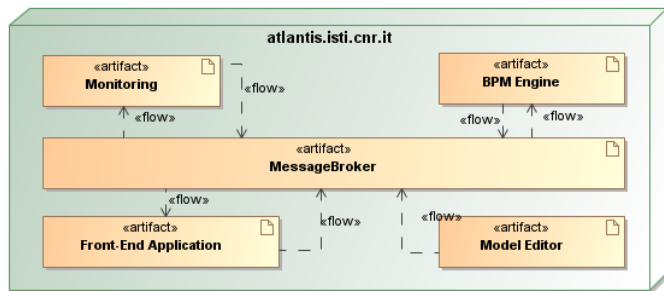 atlantis.isti.cnr.it
«artifact»
Monitoring
«artifact»
BPM Engine
«flow»
«flow»
«flow»
«flow»
«artifact»
MessageBroker
«flow»
«flow»
«flow»
«artifact»
Front-End Application
«artifact»
Model Editor